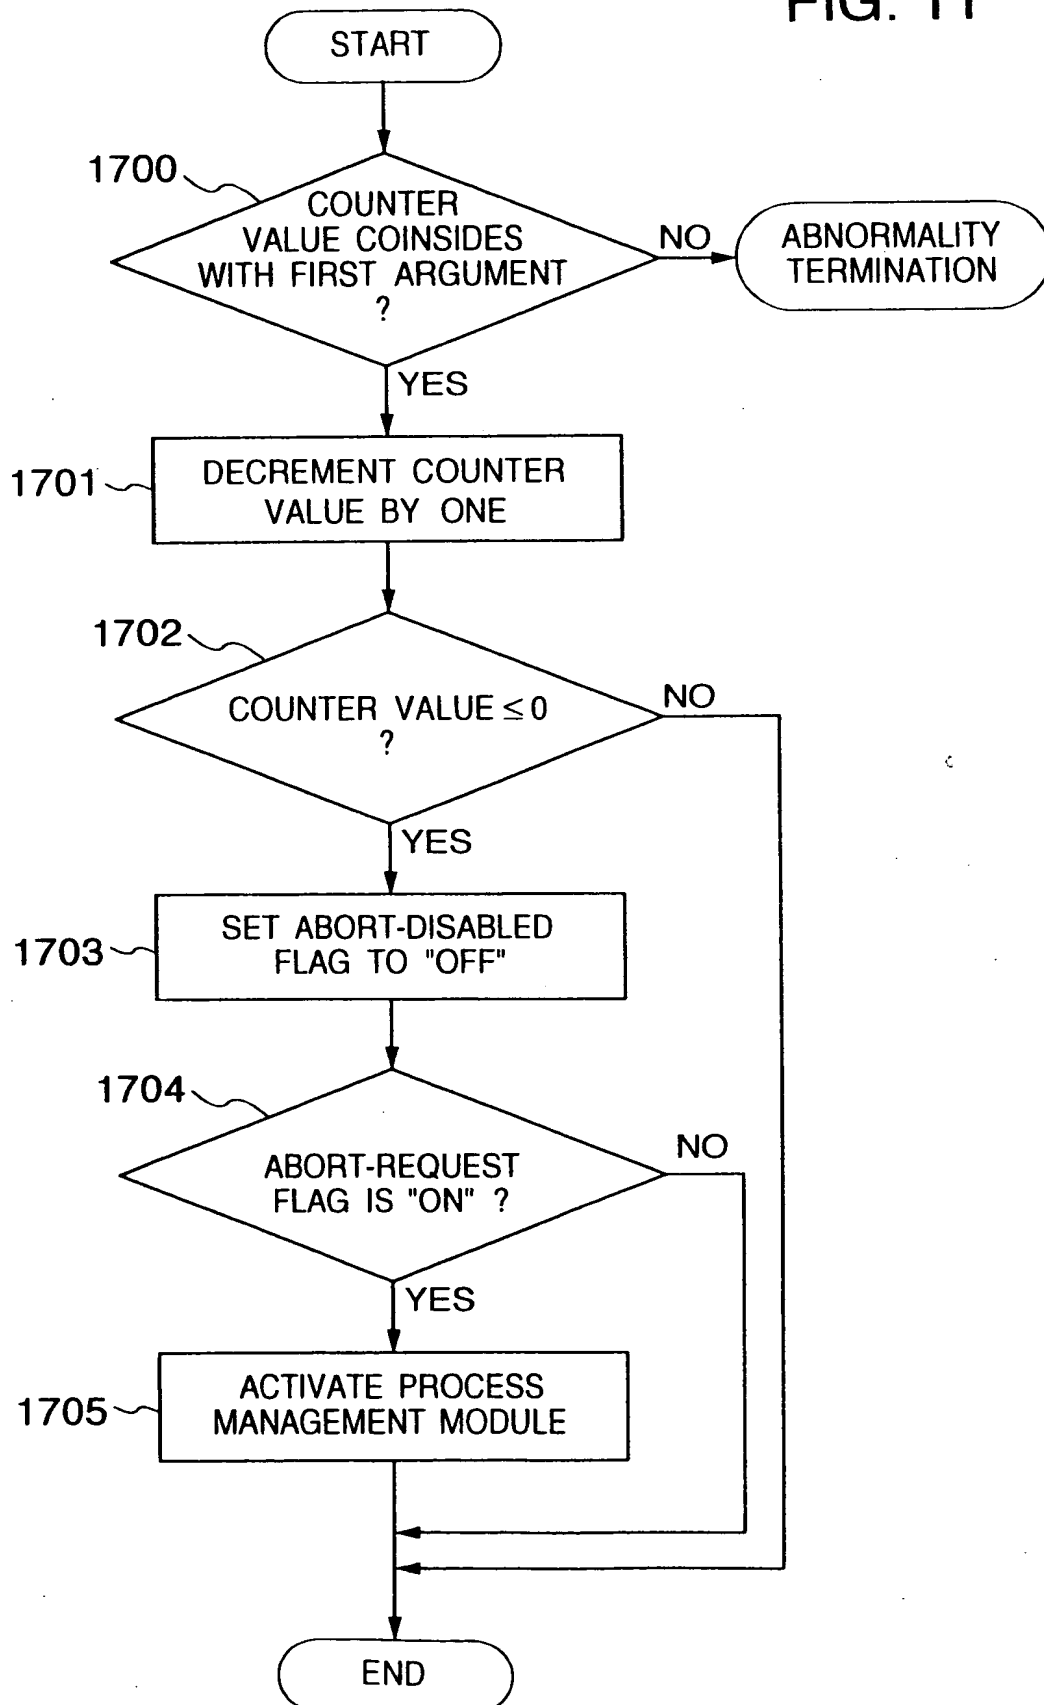 FIG.
START
1700
COUNTER
VALUE COINSIDES
WITH FIRST ARGUMENT
?
NO
ABNORMALITY
TERMINATION
YES
1701
DECREMENT COUNTER
VALUE BY ONE
1702
COUNTER VALUE ≤ 0
?
NO
YES
1703
SET ABORT-DISABLED
FLAG TO "OFF"
1704
ABORT-REQUEST
FLAG IS "ON" ?
NO
YES
1705
ACTIVATE PROCESS
MANAGEMENT MODULE
END